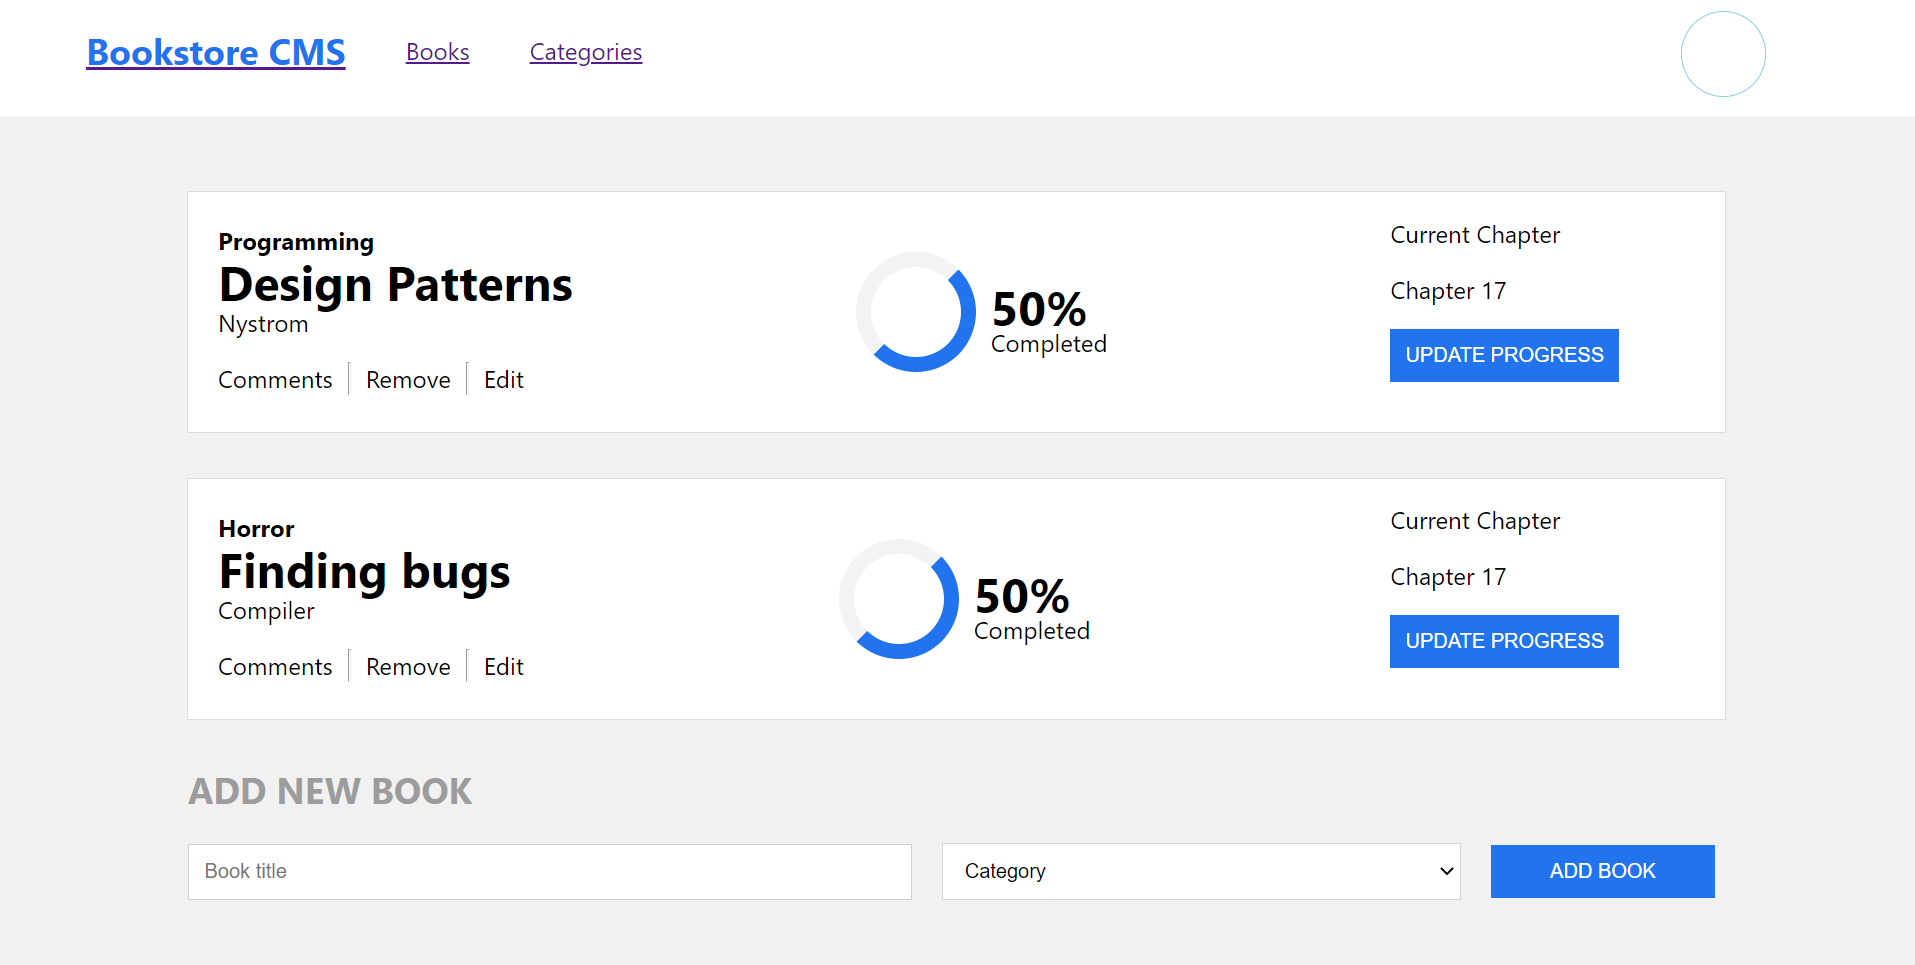 Bookstore CMS Books Categories
Programming
Design Patterns
Nystrom
Comments Remove Edit
50%
Completed
Current Chapter
Chapter 17
UPDATE PROGRESS
Horror
Finding bugs
Compiler
Comments Remove Edit
50%
Completed
Current Chapter
Chapter 17
UPDATE PROGRESS
ADD NEW BOOK
Book title Category ADD BOOK